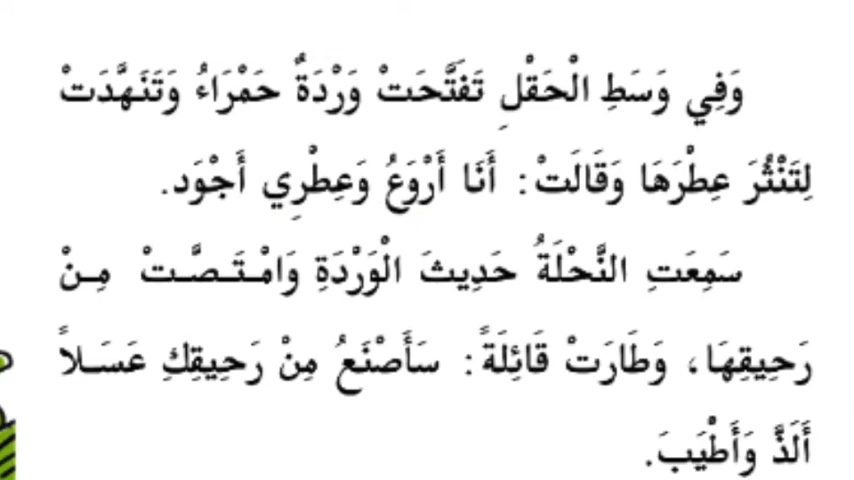 وَفِي وَسَطِ الْحَقْلِ تَفَتَّحَتْ وَرْدَةٌ حَمْرَاءُ وَتَنَهَّدَتْ
لِتَنْثُرَ عِطْرَهَا وَقَالَتْ: أَنَا أَرْوَعُ وَعِطْرِي أَجْوَد.
سَمِعَتِ النَّحْلَةُ حَدِيثَ الْوَرْدَةِ وَامْتَصَّتْ مِنْ
رَحِيقِهَا، وَطَارَتْ قَائِلَةً: سَأَصْنَعُ مِنْ رَحِيقِكِ عَسَلاً
أَلَذَّ وَأَطْيَبَ.